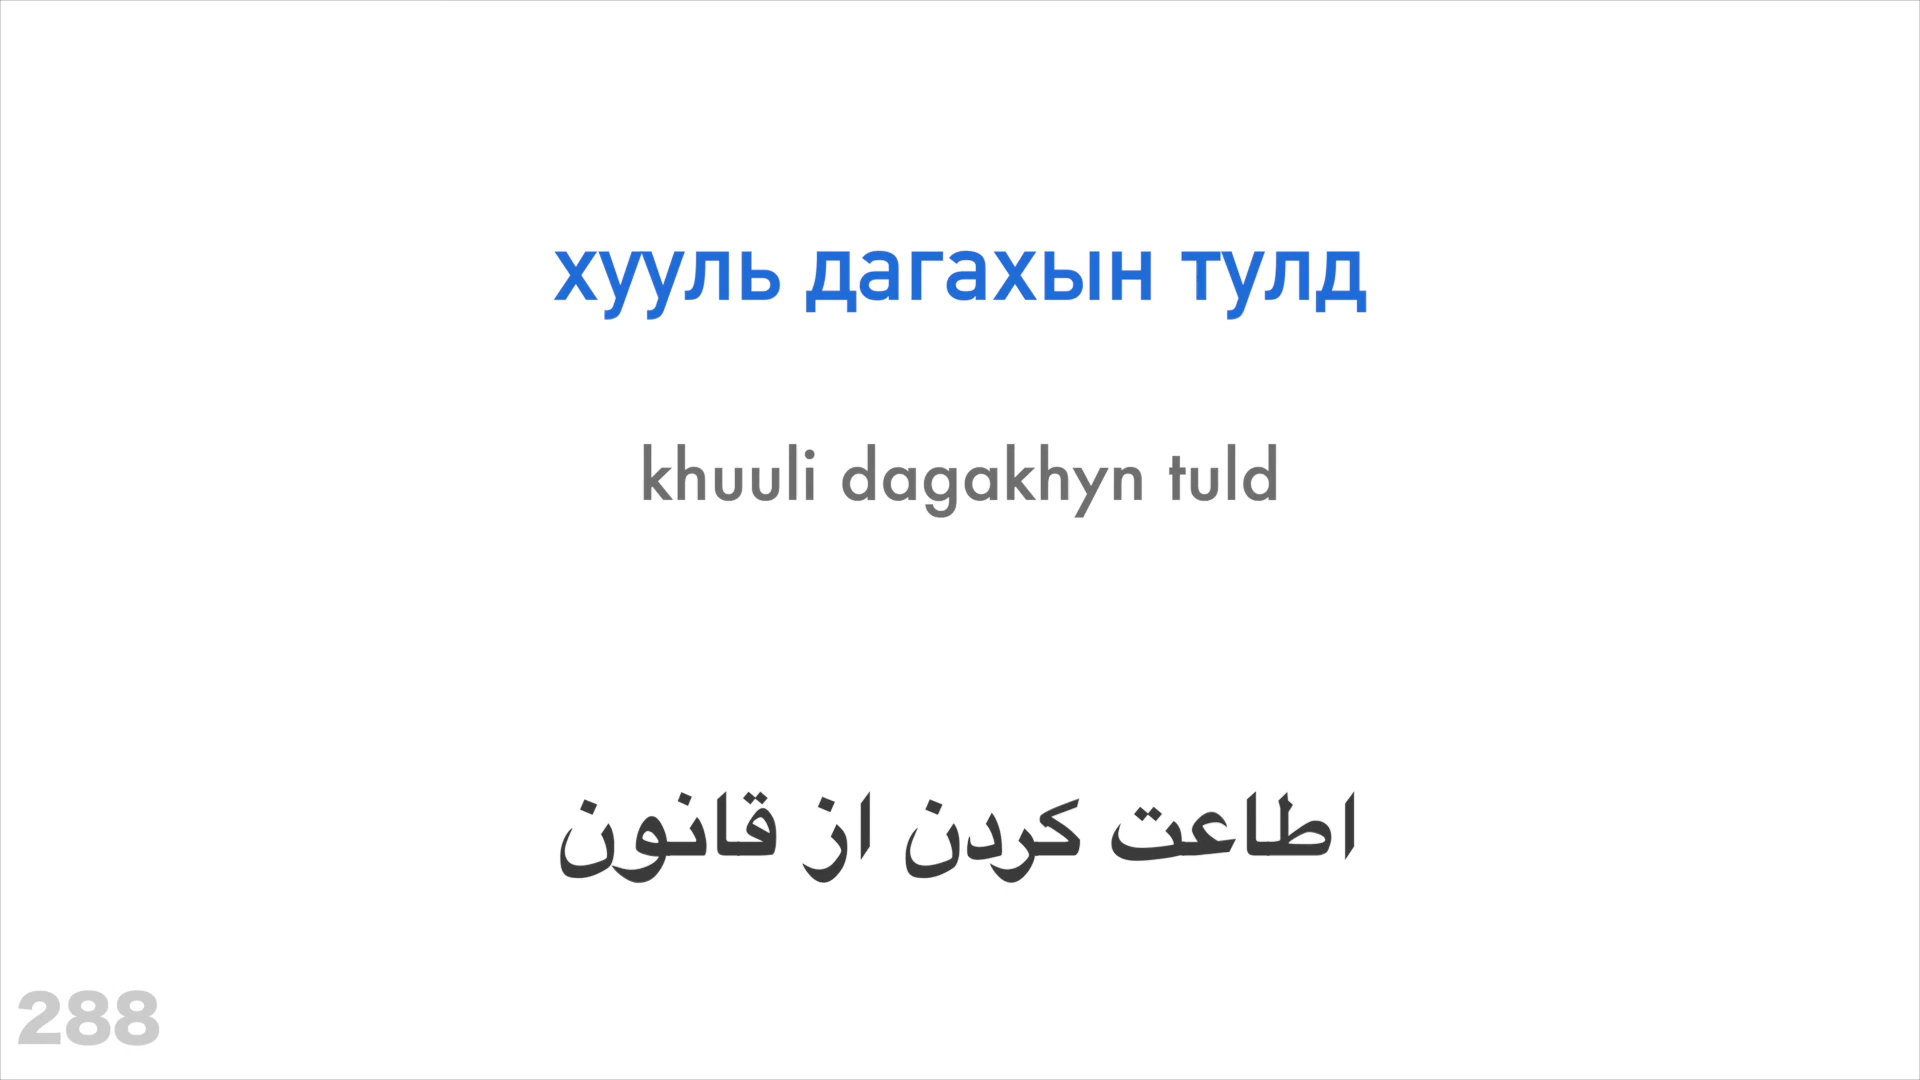 хууль дагахын тулд
khuuli dagakhyn tuld
اطاعت کردن از قانون
288